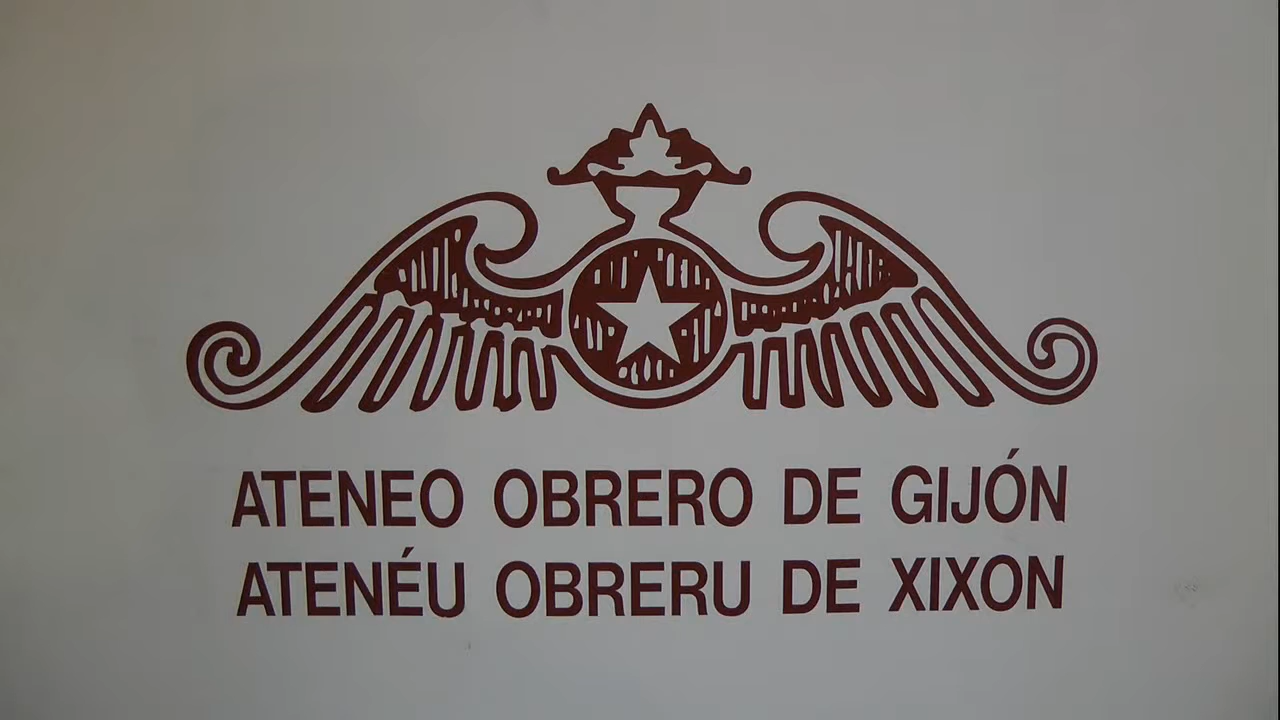 ATENEO OBRERO DE GIJÓN
ATENÉU OBRERU DE XIXON